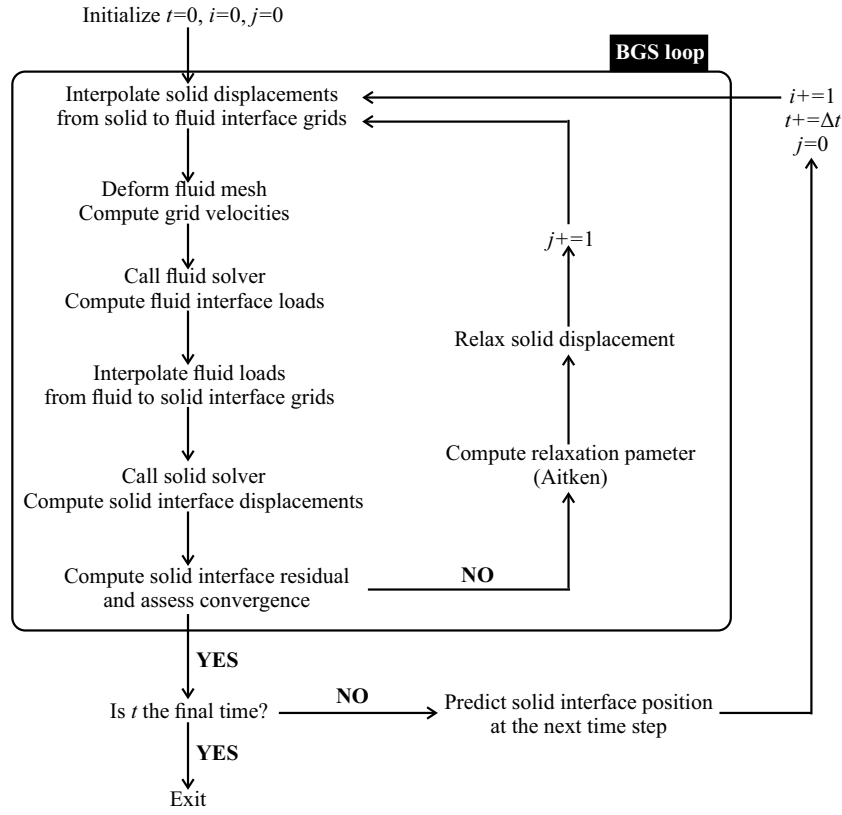 Initialize t=0, i=0, j=0
BGS loop
Interpolate solid displacements
from solid to fluid interface grids
i+=1
t+=Δt
j=0
Deform fluid mesh
Compute grid velocities
j+=1
Call fluid solver
Compute fluid interface loads
Relax solid displacement
Interpolate fluid loads
from fluid to solid interface grids
Compute relaxation pameter
(Aitken)
Call solid solver
Compute solid interface displacements
Compute solid interface residual
and assess convergence
NO
YES
Is t the final time?
NO
Predict solid interface position
at the next time step
YES
Exit